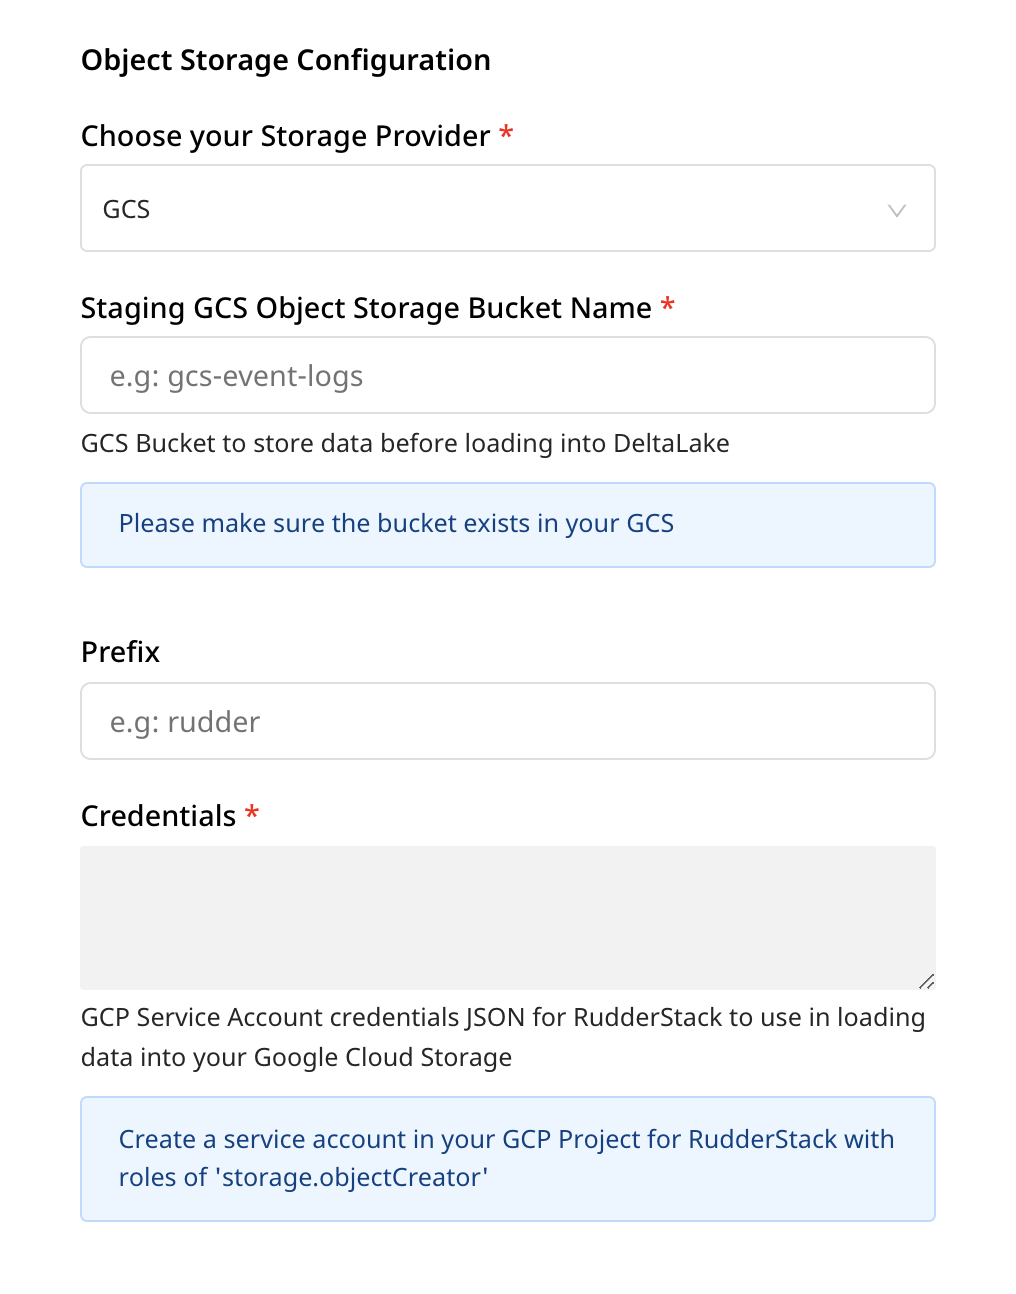 Object Storage Configuration
Choose your Storage Provider *
GCS
Staging GCS Object Storage Bucket Name *
e.g: gcs-event-logs
GCS Bucket to store data before loading into DeltaLake
Please make sure the bucket exists in your GCS
Prefix
e.g: rudder
Credentials *
GCP Service Account credentials JSON for RudderStack to use in loading
data into your Google Cloud Storage
Create a service account in your GCP Project for RudderStack with
roles of 'storage.objectCreator'